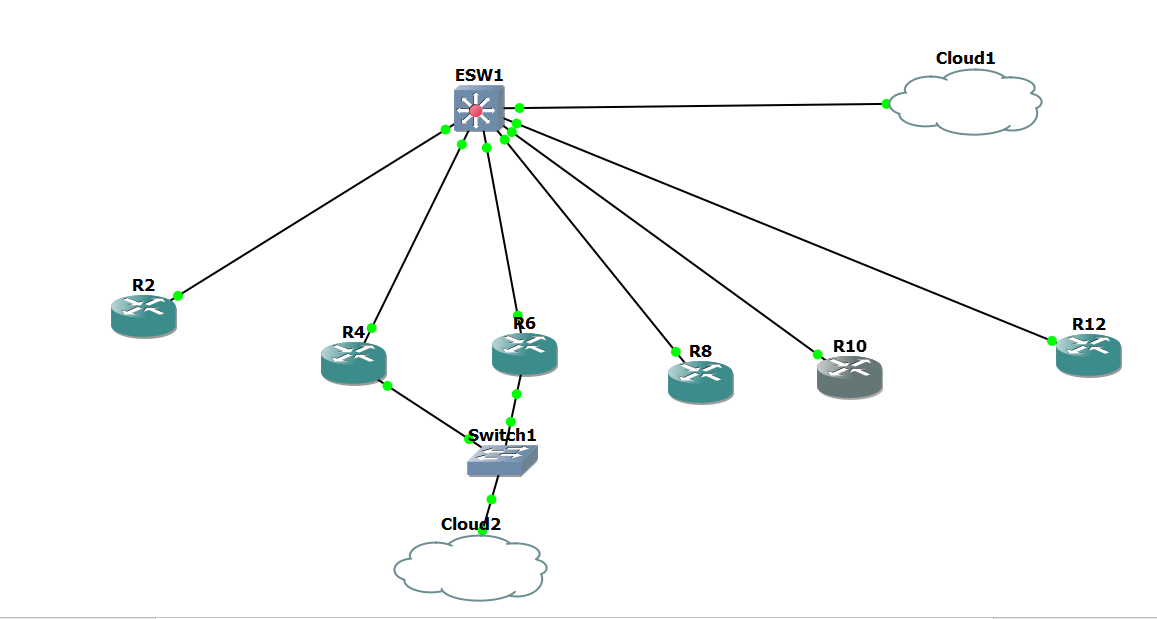 Cloud1
ESW1
R2
R4
R6
R8
R10
R12
Switch1
Cloud2